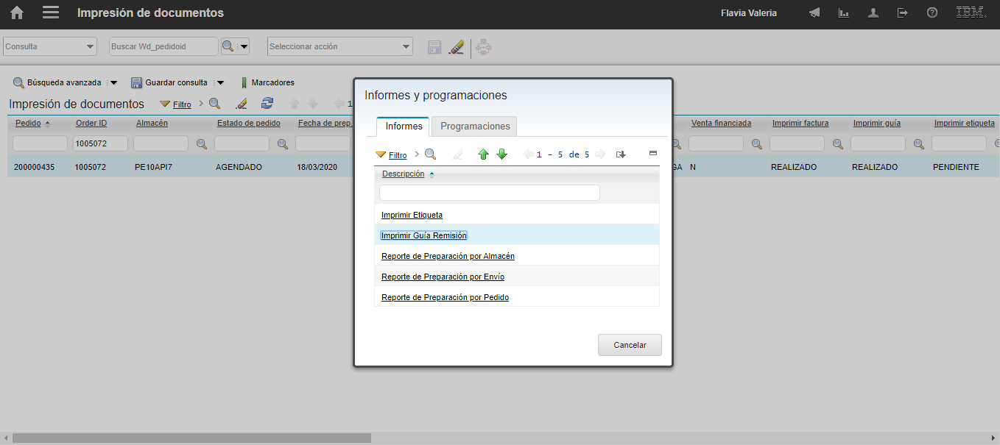 Impresión de documentos
Flavia Valeria
IBM.
Consulta
Buscar Wd_pedidoid
Seleccionar acción
Búsqueda avanzada
Guardar consulta
Marcadores
Impresión de documentos
Filtro
1
Pedido
Order ID
Almacén
Estado de pedido
Fecha de prep.
Venta financiada
Imprimir factura
Imprimir guía
Imprimir etiqueta
1005072
200000435
1005072
PE10API7
AGENDADO
18/03/2020
GA
N
REALIZADO
REALIZADO
PENDIENTE
Informes y programaciones
Informes
Programaciones
Filtro
1 - 5 de 5
Descripción
Imprimir Etiqueta
Imprimir Guía Remisión
Reporte de Preparación por Almacén
Reporte de Preparación por Envío
Reporte de Preparación por Pedido
Cancelar